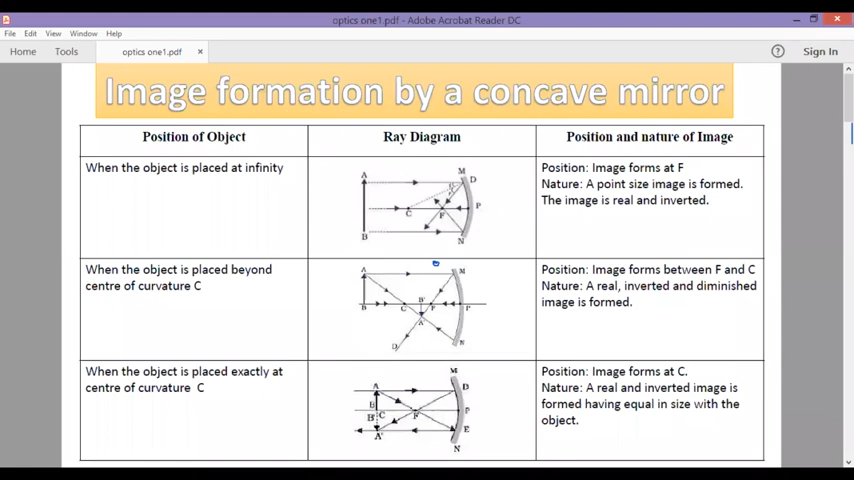 optics one1.pdf - Adobe Acrobat Reader DC
File Edit View Window Help
Home Tools optics one1.pdf × ? Sign In
Image formation by a concave mirror
Position of Object
Ray Diagram
Position and nature of Image
When the object is placed at infinity
A M D
C F P
B N
Position: Image forms at F
Nature: A point size image is formed.
The image is real and inverted.
When the object is placed beyond
centre of curvature C
A M
B' 
B C F P
A'
D N
Position: Image forms between F and C
Nature: A real, inverted and diminished
image is formed.
When the object is placed exactly at
centre of curvature C
M
A D
B
B' C F P
A' E
N
Position: Image forms at C.
Nature: A real and inverted image is
formed having equal in size with the
object.